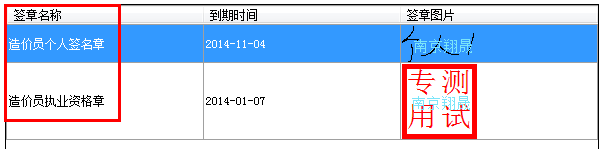 签章名称 到期时间 签章图片
造价员个人签名章 2014-11-04 南京翔晟
造价员执业资格章 2014-01-07 专测
南京翔晟
用试